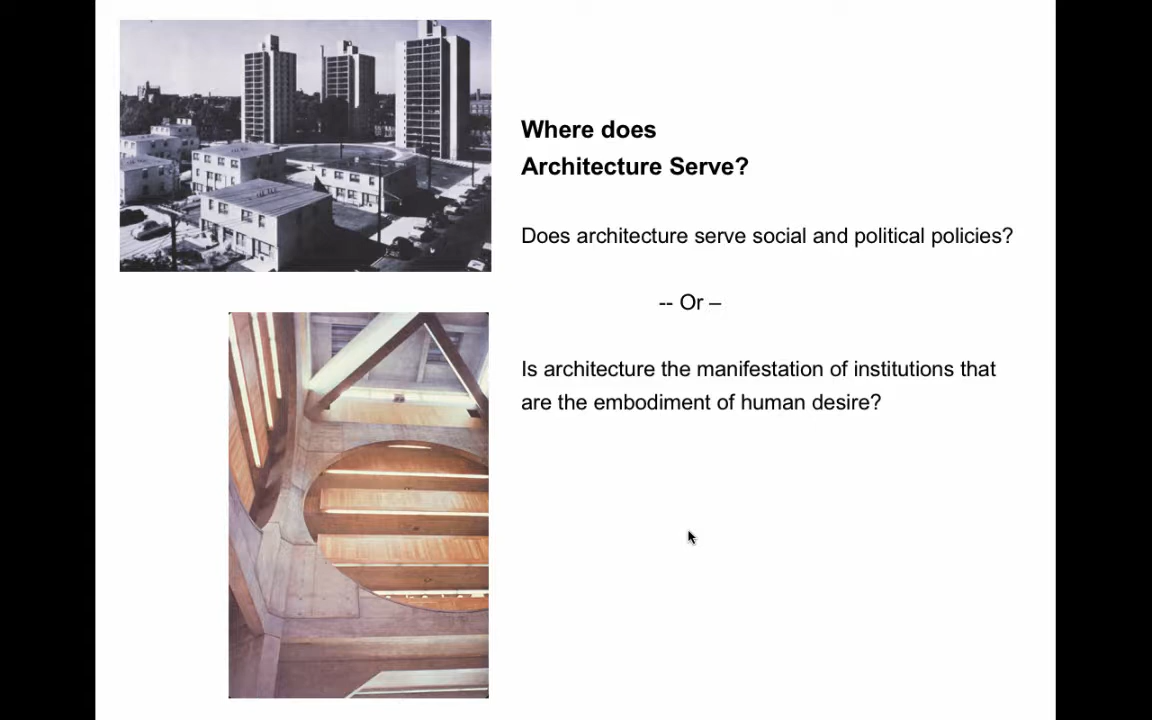 Where does
Architecture Serve?
Does architecture serve social and political policies?
-- Or –
Is architecture the manifestation of institutions that
are the embodiment of human desire?